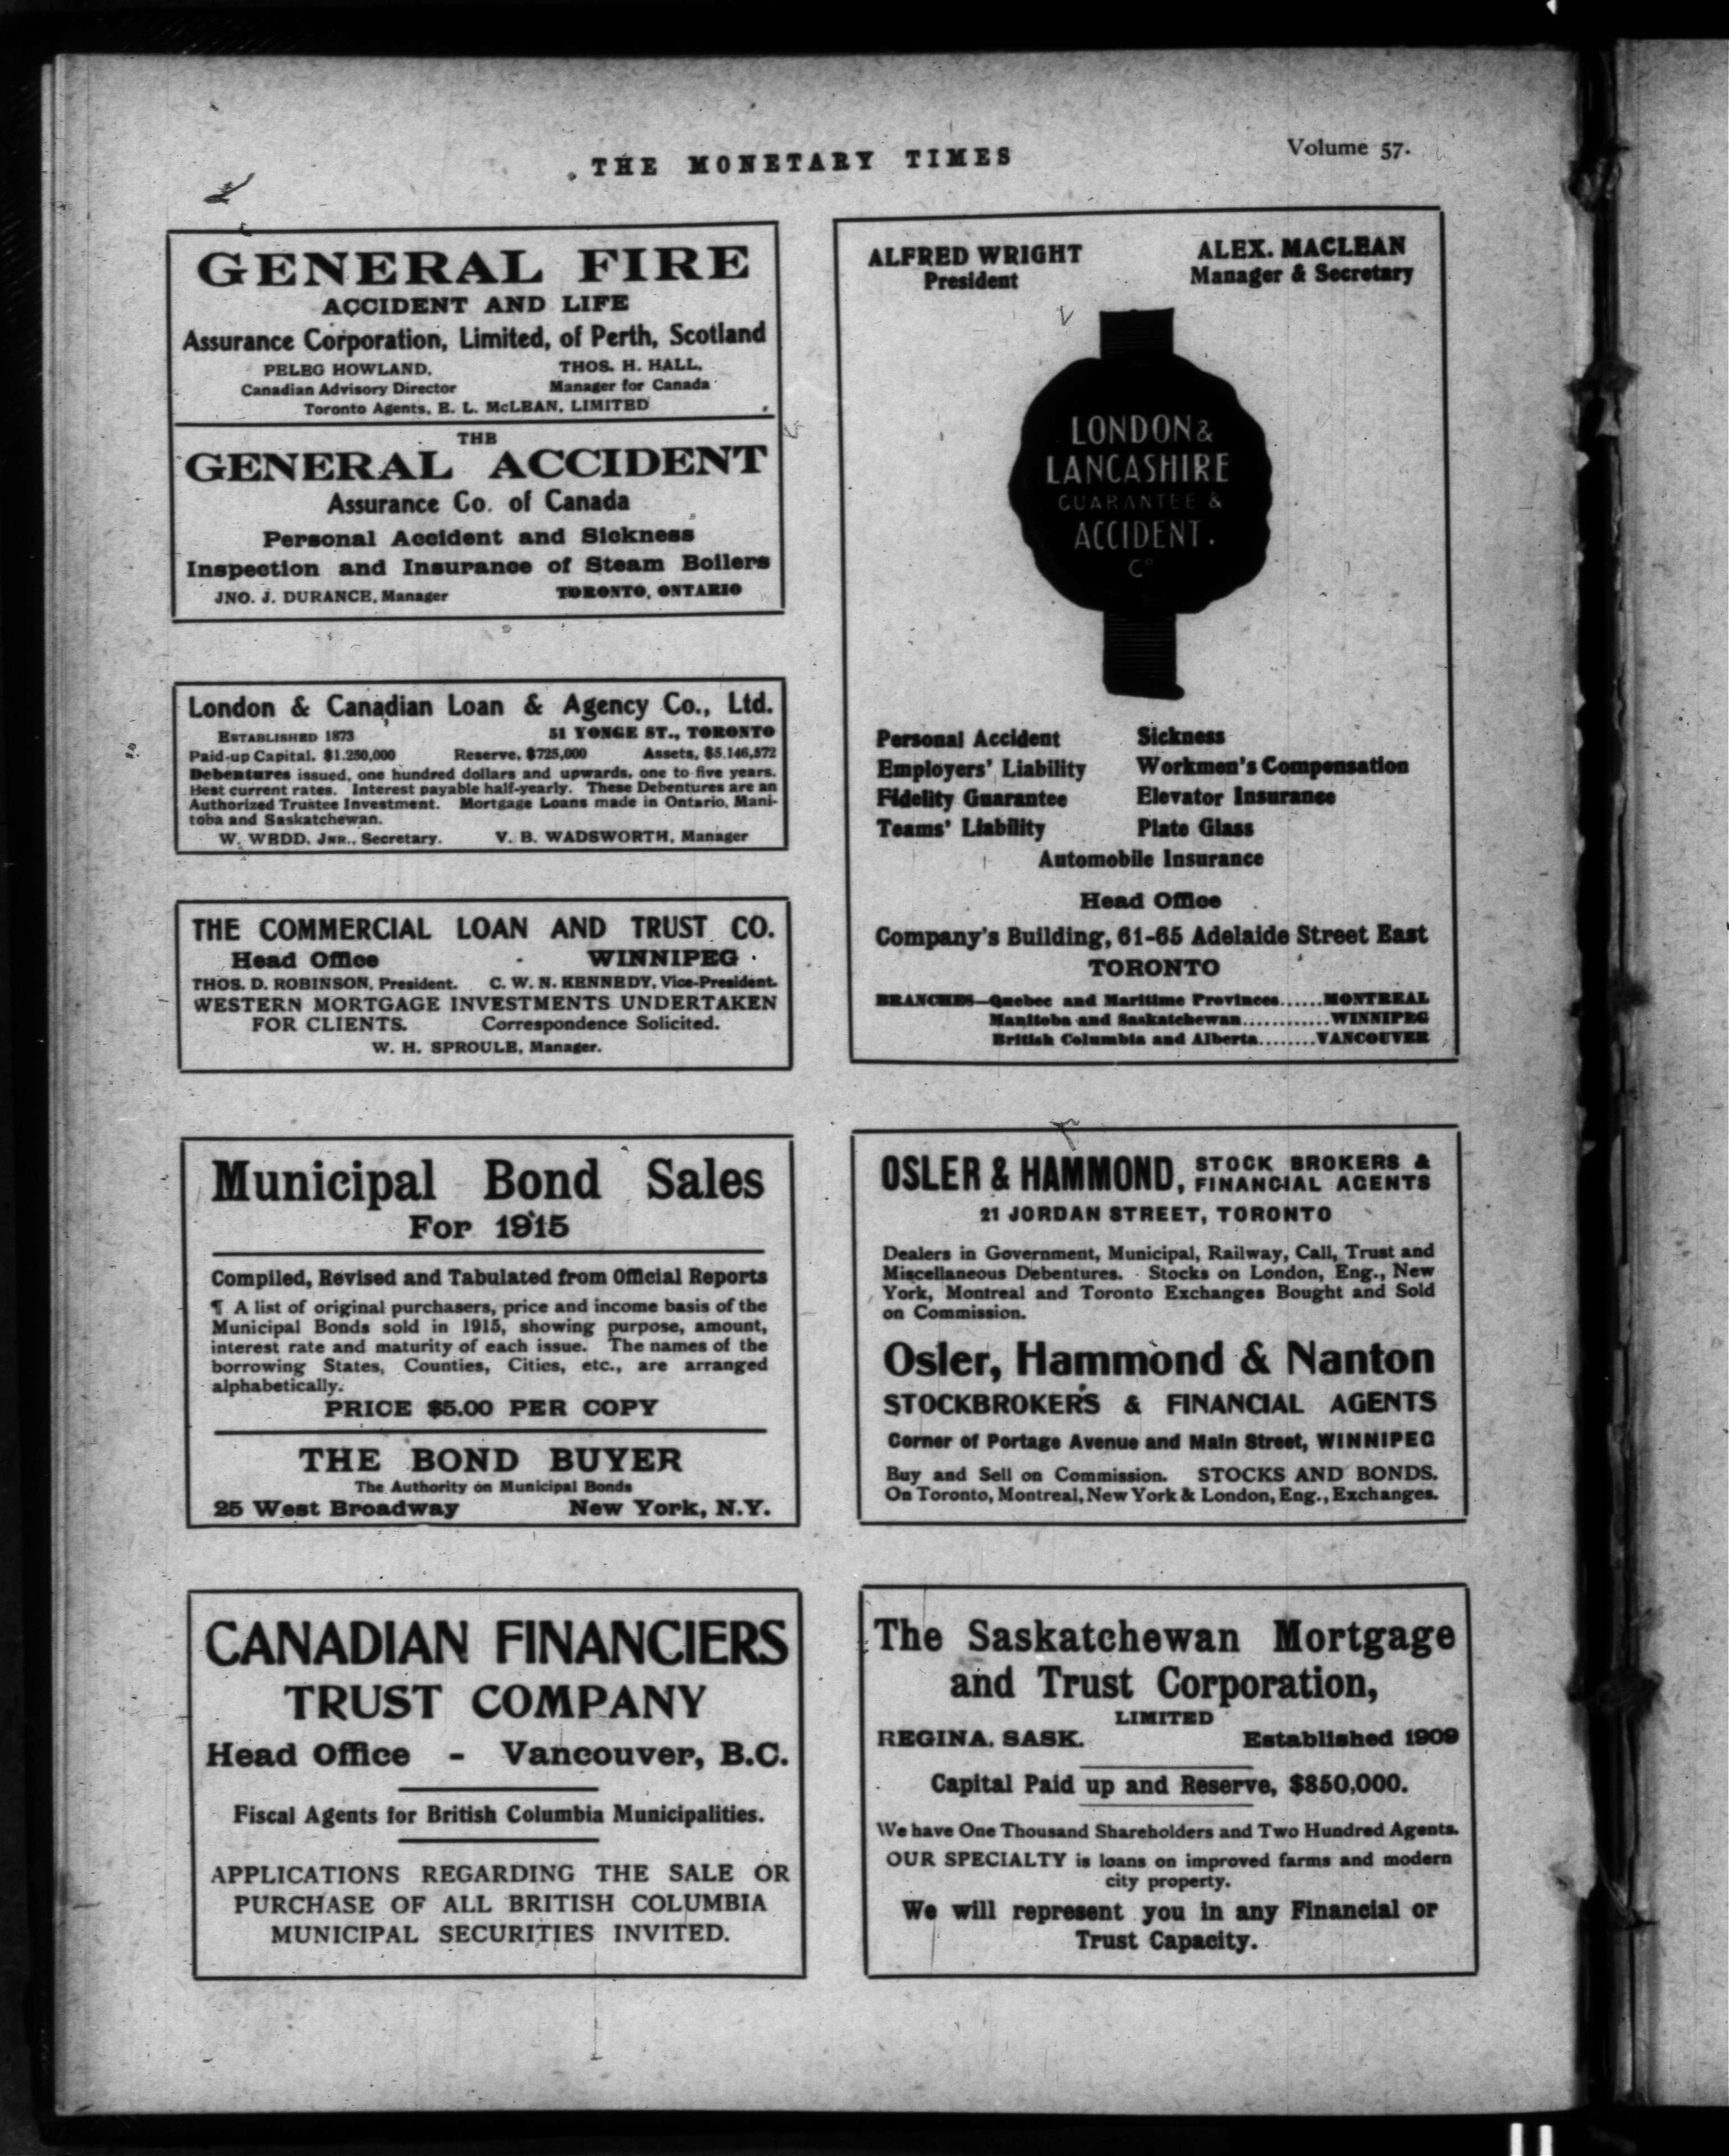 THE MONETARY TIMES
Volume 57.
GENERAL FIRE
ACCIDENT AND LIFE
Assurance Corporation, Limited, of Perth, Scotland
PELEG HOWLAND,
Canadian Advisory Director
THOS. H. HALL,
Manager for Canada
Toronto Agents, E. L. McLEAN, LIMITED
THE
GENERAL ACCIDENT
Assurance Co. of Canada
Personal Accident and Sickness
Inspection and Insurance of Steam Boilers
JNO. J. DURANCE, Manager TORONTO, ONTARIO
London & Canadian Loan & Agency Co., Ltd.
ESTABLISHED 1873 51 YONGE ST., TORONTO
Paid-up Capital, $1,250,000 Reserve, $725,000 Assets, $5,146,572
Debentures issued, one hundred dollars and upwards, one to five years.
Best current rates. Interest payable half-yearly. These Debentures are an
Authorized Trustee Investment. Mortgage Loans made in Ontario, Mani-
toba and Saskatchewan.
W. WEDD, JNR., Secretary. V. B. WADSWORTH, Manager
THE COMMERCIAL LOAN AND TRUST CO.
Head Office - WINNIPEG
THOS. D. ROBINSON, President. C. W. N. KENNEDY, Vice-President.
WESTERN MORTGAGE INVESTMENTS UNDERTAKEN
FOR CLIENTS. Correspondence Solicited.
W. H. SPROULE, Manager.
Municipal Bond Sales
For 1915
Compiled, Revised and Tabulated from Official Reports
¶ A list of original purchasers, price and income basis of the
Municipal Bonds sold in 1915, showing purpose, amount,
interest rate and maturity of each issue. The names of the
borrowing States, Counties, Cities, etc., are arranged
alphabetically.
PRICE $5.00 PER COPY
THE BOND BUYER
The Authority on Municipal Bonds
25 West Broadway New York, N.Y.
CANADIAN FINANCIERS
TRUST COMPANY
Head Office - Vancouver, B.C.
Fiscal Agents for British Columbia Municipalities.
APPLICATIONS REGARDING THE SALE OR
PURCHASE OF ALL BRITISH COLUMBIA
MUNICIPAL SECURITIES INVITED.
ALFRED WRIGHT
President
ALEX. MACLEAN
Manager & Secretary
LONDON &
LANCASHIRE
GUARANTEE &
ACCIDENT.
Co
Personal Accident Sickness
Employers' Liability Workmen's Compensation
Fidelity Guarantee Elevator Insurance
Teams' Liability Plate Glass
Automobile Insurance
Head Office
Company's Building, 61-65 Adelaide Street East
TORONTO
BRANCHES—Quebec and Maritime Provinces......MONTREAL
Manitoba and Saskatchewan............WINNIPEG
British Columbia and Alberta........VANCOUVER
OSLER & HAMMOND, STOCK BROKERS &
FINANCIAL AGENTS
21 JORDAN STREET, TORONTO
Dealers in Government, Municipal, Railway, Call, Trust and
Miscellaneous Debentures. Stocks on London, Eng., New
York, Montreal and Toronto Exchanges Bought and Sold
on Commission.
Osler, Hammond & Nanton
STOCKBROKERS & FINANCIAL AGENTS
Corner of Portage Avenue and Main Street, WINNIPEG
Buy and Sell on Commission. STOCKS AND BONDS.
On Toronto, Montreal, New York & London, Eng., Exchanges.
The Saskatchewan Mortgage
and Trust Corporation,
LIMITED
REGINA, SASK. Established 1909
Capital Paid up and Reserve, $850,000.
We have One Thousand Shareholders and Two Hundred Agents.
OUR SPECIALTY is loans on improved farms and modern
city property.
We will represent you in any Financial or
Trust Capacity.